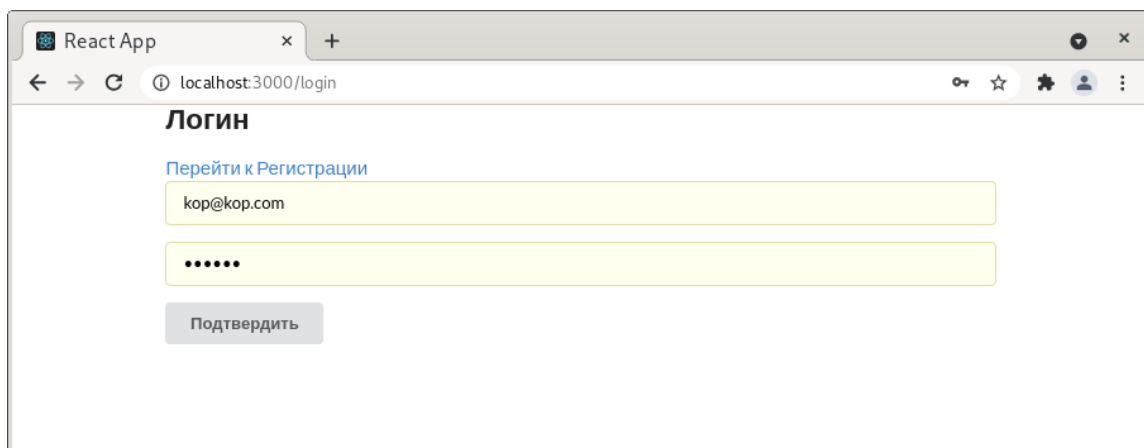 React App
localhost:3000/login
Логин
Перейти к Регистрации
kop@kop.com
••••••
Подтвердить